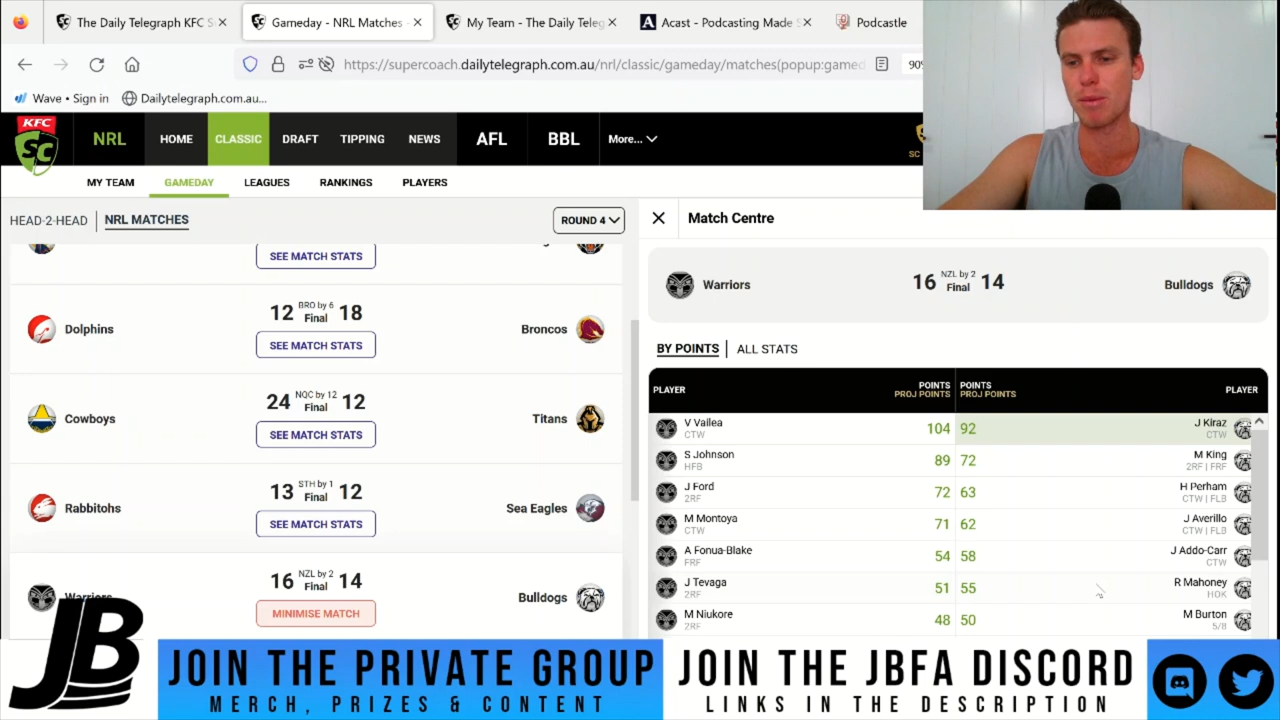 The Daily Telegraph KFC S
Gameday - NRL Matches
My Team - The Daily Teleg
Acast - Podcasting Made S
Podcastle
https://supercoach.dailytelegraph.com.au/nrl/classic/gameday/matches(popup:gamed
90%
Wave • Sign in
Dailytelegraph.com.au...
KFC
SC
NRL
HOME
CLASSIC
DRAFT
TIPPING
NEWS
AFL
BBL
More...
SC
MY TEAM
GAMEDAY
LEAGUES
RANKINGS
PLAYERS
HEAD-2-HEAD
NRL MATCHES
ROUND 4
SEE MATCH STATS
Dolphins 12 BRO by 6 Final 18 Broncos
SEE MATCH STATS
Cowboys 24 NQC by 12 Final 12 Titans
SEE MATCH STATS
Rabbitohs 13 STH by 1 Final 12 Sea Eagles
SEE MATCH STATS
Warriors 16 NZL by 2 Final 14 Bulldogs
MINIMISE MATCH
Match Centre
Warriors 16 NZL by 2 Final 14 Bulldogs
BY POINTS
ALL STATS
PLAYER POINTS POINTS PLAYER
PROJ POINTS PROJ POINTS
V Vailea 104 92 J Kiraz
CTW CTW
S Johnson 89 72 M King
HFB 2RF | FRF
J Ford 72 63 H Perham
2RF CTW | FLB
M Montoya 71 62 J Averillo
CTW CTW | FLB
A Fonua-Blake 54 58 J Addo-Carr
FRF CTW
J Tevaga 51 55 R Mahoney
2RF HOK
M Niukore 48 50 M Burton
2RF 5/8
JB
JOIN THE PRIVATE GROUP
MERCH, PRIZES & CONTENT
JOIN THE JBFA DISCORD
LINKS IN THE DESCRIPTION